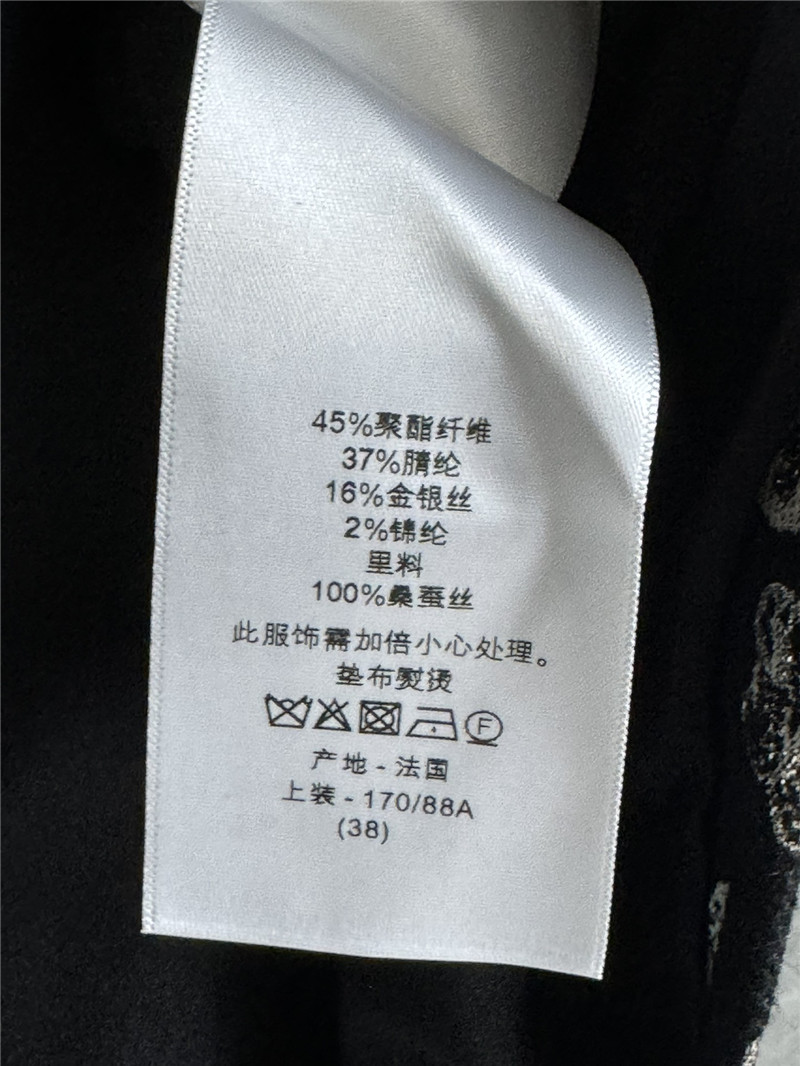 45%聚酯纤维
37%腈纶
16%金银丝
2%锦纶
里料
100%桑蚕丝
此服饰需加倍小心处理。
垫布熨烫
F
产地 - 法国
上装 - 170/88A
(38)